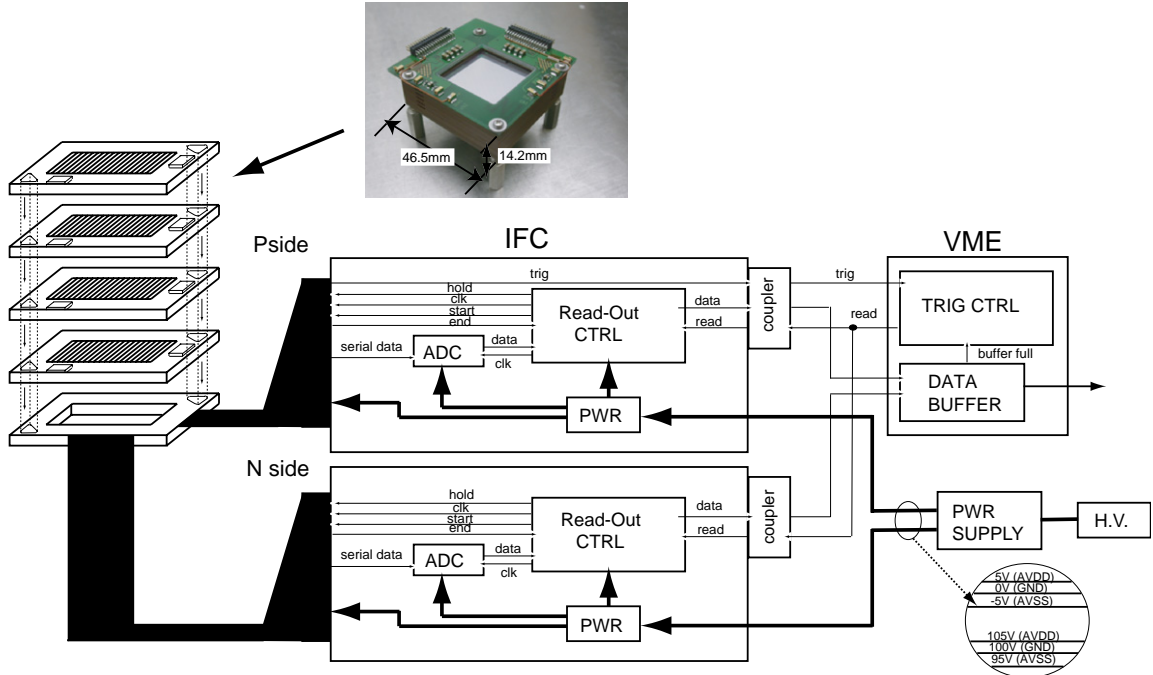 46.5mm
14.2mm
Pside
IFC
VME
trig
hold
clk
start
end
serial data
ADC
data
clk
Read-Out
CTRL
data
read
coupler
trig
read
TRIG CTRL
buffer full
DATA
BUFFER
PWR
N side
hold
clk
start
end
serial data
ADC
data
clk
Read-Out
CTRL
data
read
coupler
PWR
PWR
SUPPLY
H.V.
5V (AVDD)
0V (GND)
-5V (AVSS)
105V (AVDD)
100V (GND)
95V (AVSS)